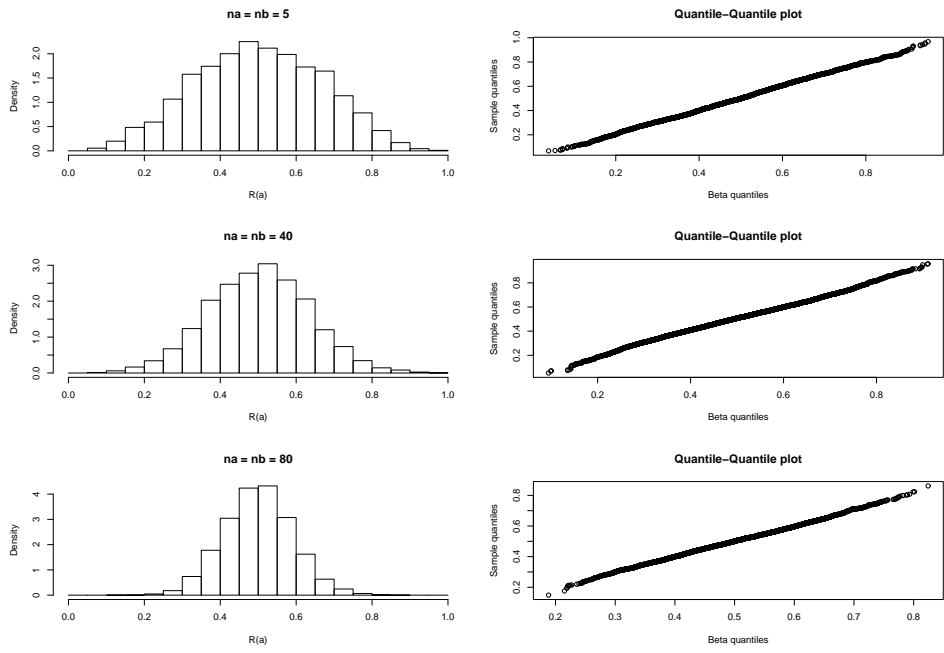 na = nb = 5
Density
0.0 0.5 1.0 1.5 2.0
0.0 0.2 0.4 0.6 0.8 1.0
R(a)
Quantile−Quantile plot
Sample quantiles
0.2 0.4 0.6 0.8 1.0
0.2 0.4 0.6 0.8
Beta quantiles
na = nb = 40
Density
0.0 1.0 2.0 3.0
0.0 0.2 0.4 0.6 0.8 1.0
R(a)
Quantile−Quantile plot
Sample quantiles
0.2 0.4 0.6 0.8
0.2 0.4 0.6 0.8
Beta quantiles
na = nb = 80
Density
0 1 2 3 4
0.0 0.2 0.4 0.6 0.8 1.0
R(a)
Quantile−Quantile plot
Sample quantiles
0.2 0.4 0.6 0.8
0.2 0.3 0.4 0.5 0.6 0.7 0.8
Beta quantiles